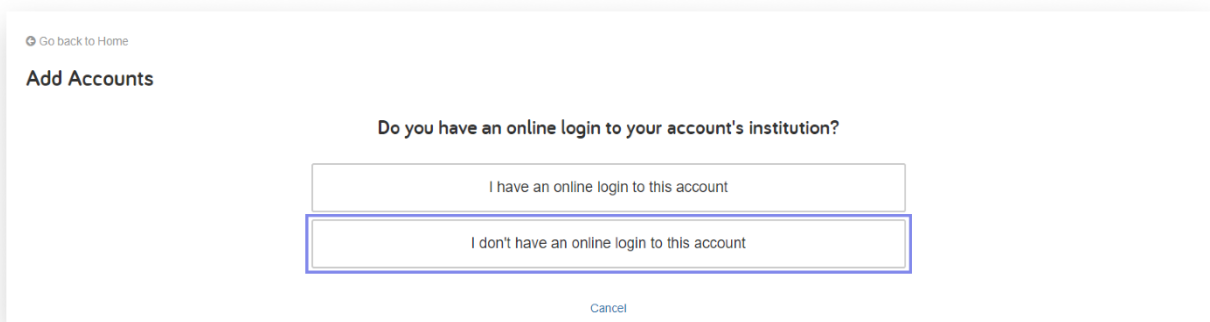 Go back to Home
Add Accounts
Do you have an online login to your account's institution?
I have an online login to this account
I don't have an online login to this account
Cancel